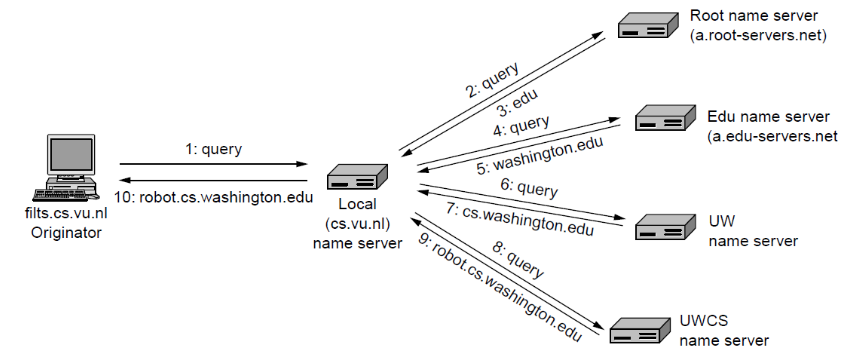 Root name server
(a.root-servers.net)
2: query
3: edu
4: query
Edu name server
(a.edu-servers.net
5: washington.edu
1: query
10: robot.cs.washington.edu
filts.cs.vu.nl
Originator
Local
(cs.vu.nl)
name server
6: query
7: cs.washington.edu
UW
name server
8: query
9: robot.cs.washington.edu
UWCS
name server